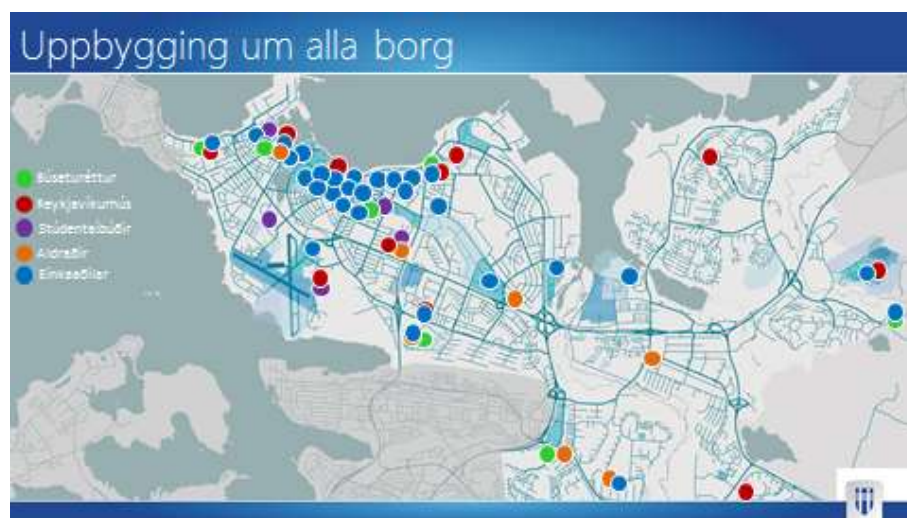 Uppbygging um alla borg
Búseturéttur
Reykjavíkurhús
Stúdentaíbúðir
Aldraðir
Einkaaðilar